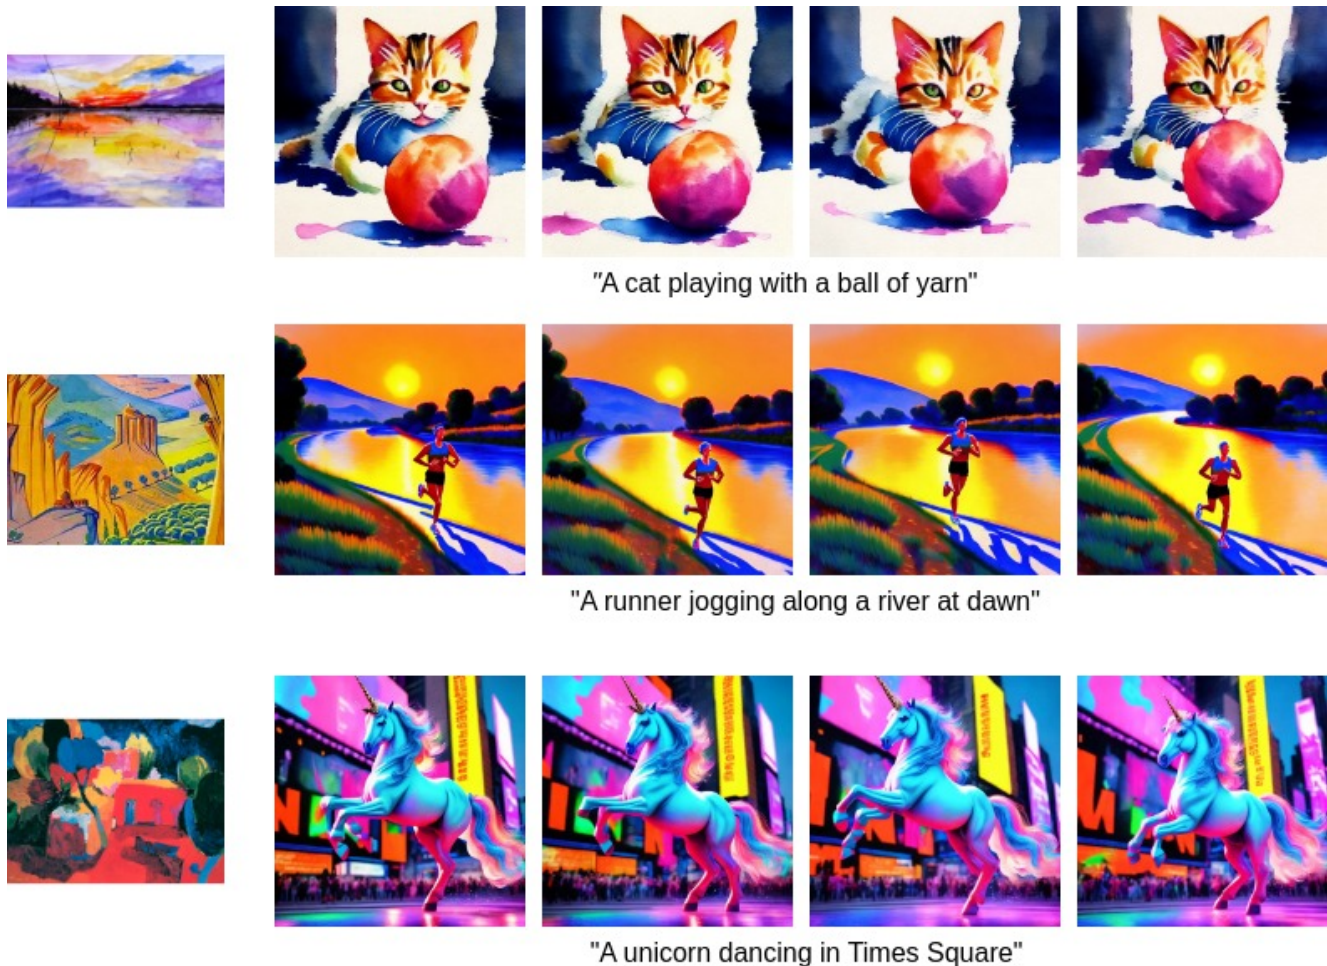 "A cat playing with a ball of yarn"
"A runner jogging along a river at dawn"
"A unicorn dancing in Times Square"